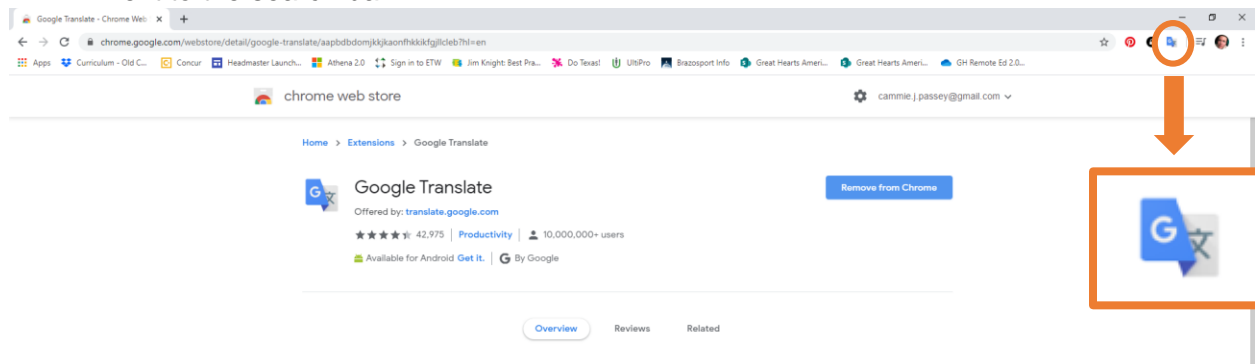 Google Translate - Chrome Web
chrome.google.com/webstore/detail/google-translate/aapbdbdomjkkjkaonfhkkikfgjllcleb?hl=en
Apps Curriculum - Old C... Concur Headmaster Launch... Athena 2.0 Sign in to ETW Jim Knight: Best Pra... Do Texas! UltiPro Brazosport Info Great Hearts Ameri... Great Hearts Ameri... GH Remote Ed 2.0...
chrome web store
cammie.j.passey@gmail.com
Home > Extensions > Google Translate
Google Translate
Remove from Chrome
Offered by: translate.google.com
42,975 | Productivity | 10,000,000+ users
Available for Android Get it. | G By Google
G 文
Overview Reviews Related